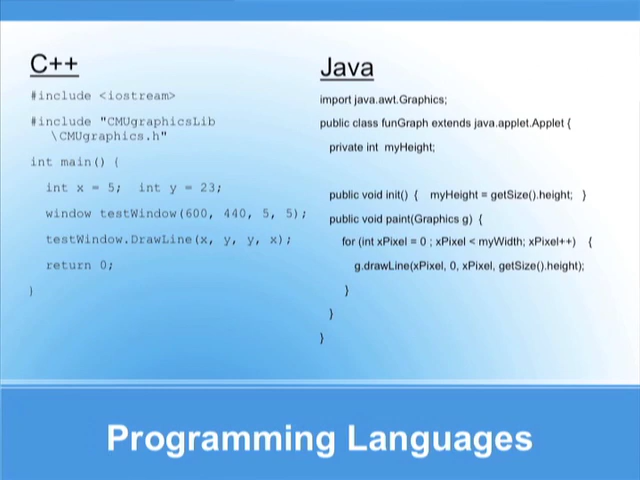 C++
#include <iostream>
#include "CMUgraphicsLib
\CMUgraphics.h"
int main() {
int x = 5;  int y = 23;
window testWindow(600, 440, 5, 5);
testWindow.DrawLine(x, y, y, x);
return 0;
}
Java
import java.awt.Graphics;
public class funGraph extends java.applet.Applet {
private int  myHeight;
public void init() {    myHeight = getSize().height;   }
public void paint(Graphics g) {
for (int xPixel = 0 ; xPixel < myWidth; xPixel++)    {
g.drawLine(xPixel, 0, xPixel, getSize().height);
}
}
}
Programming Languages